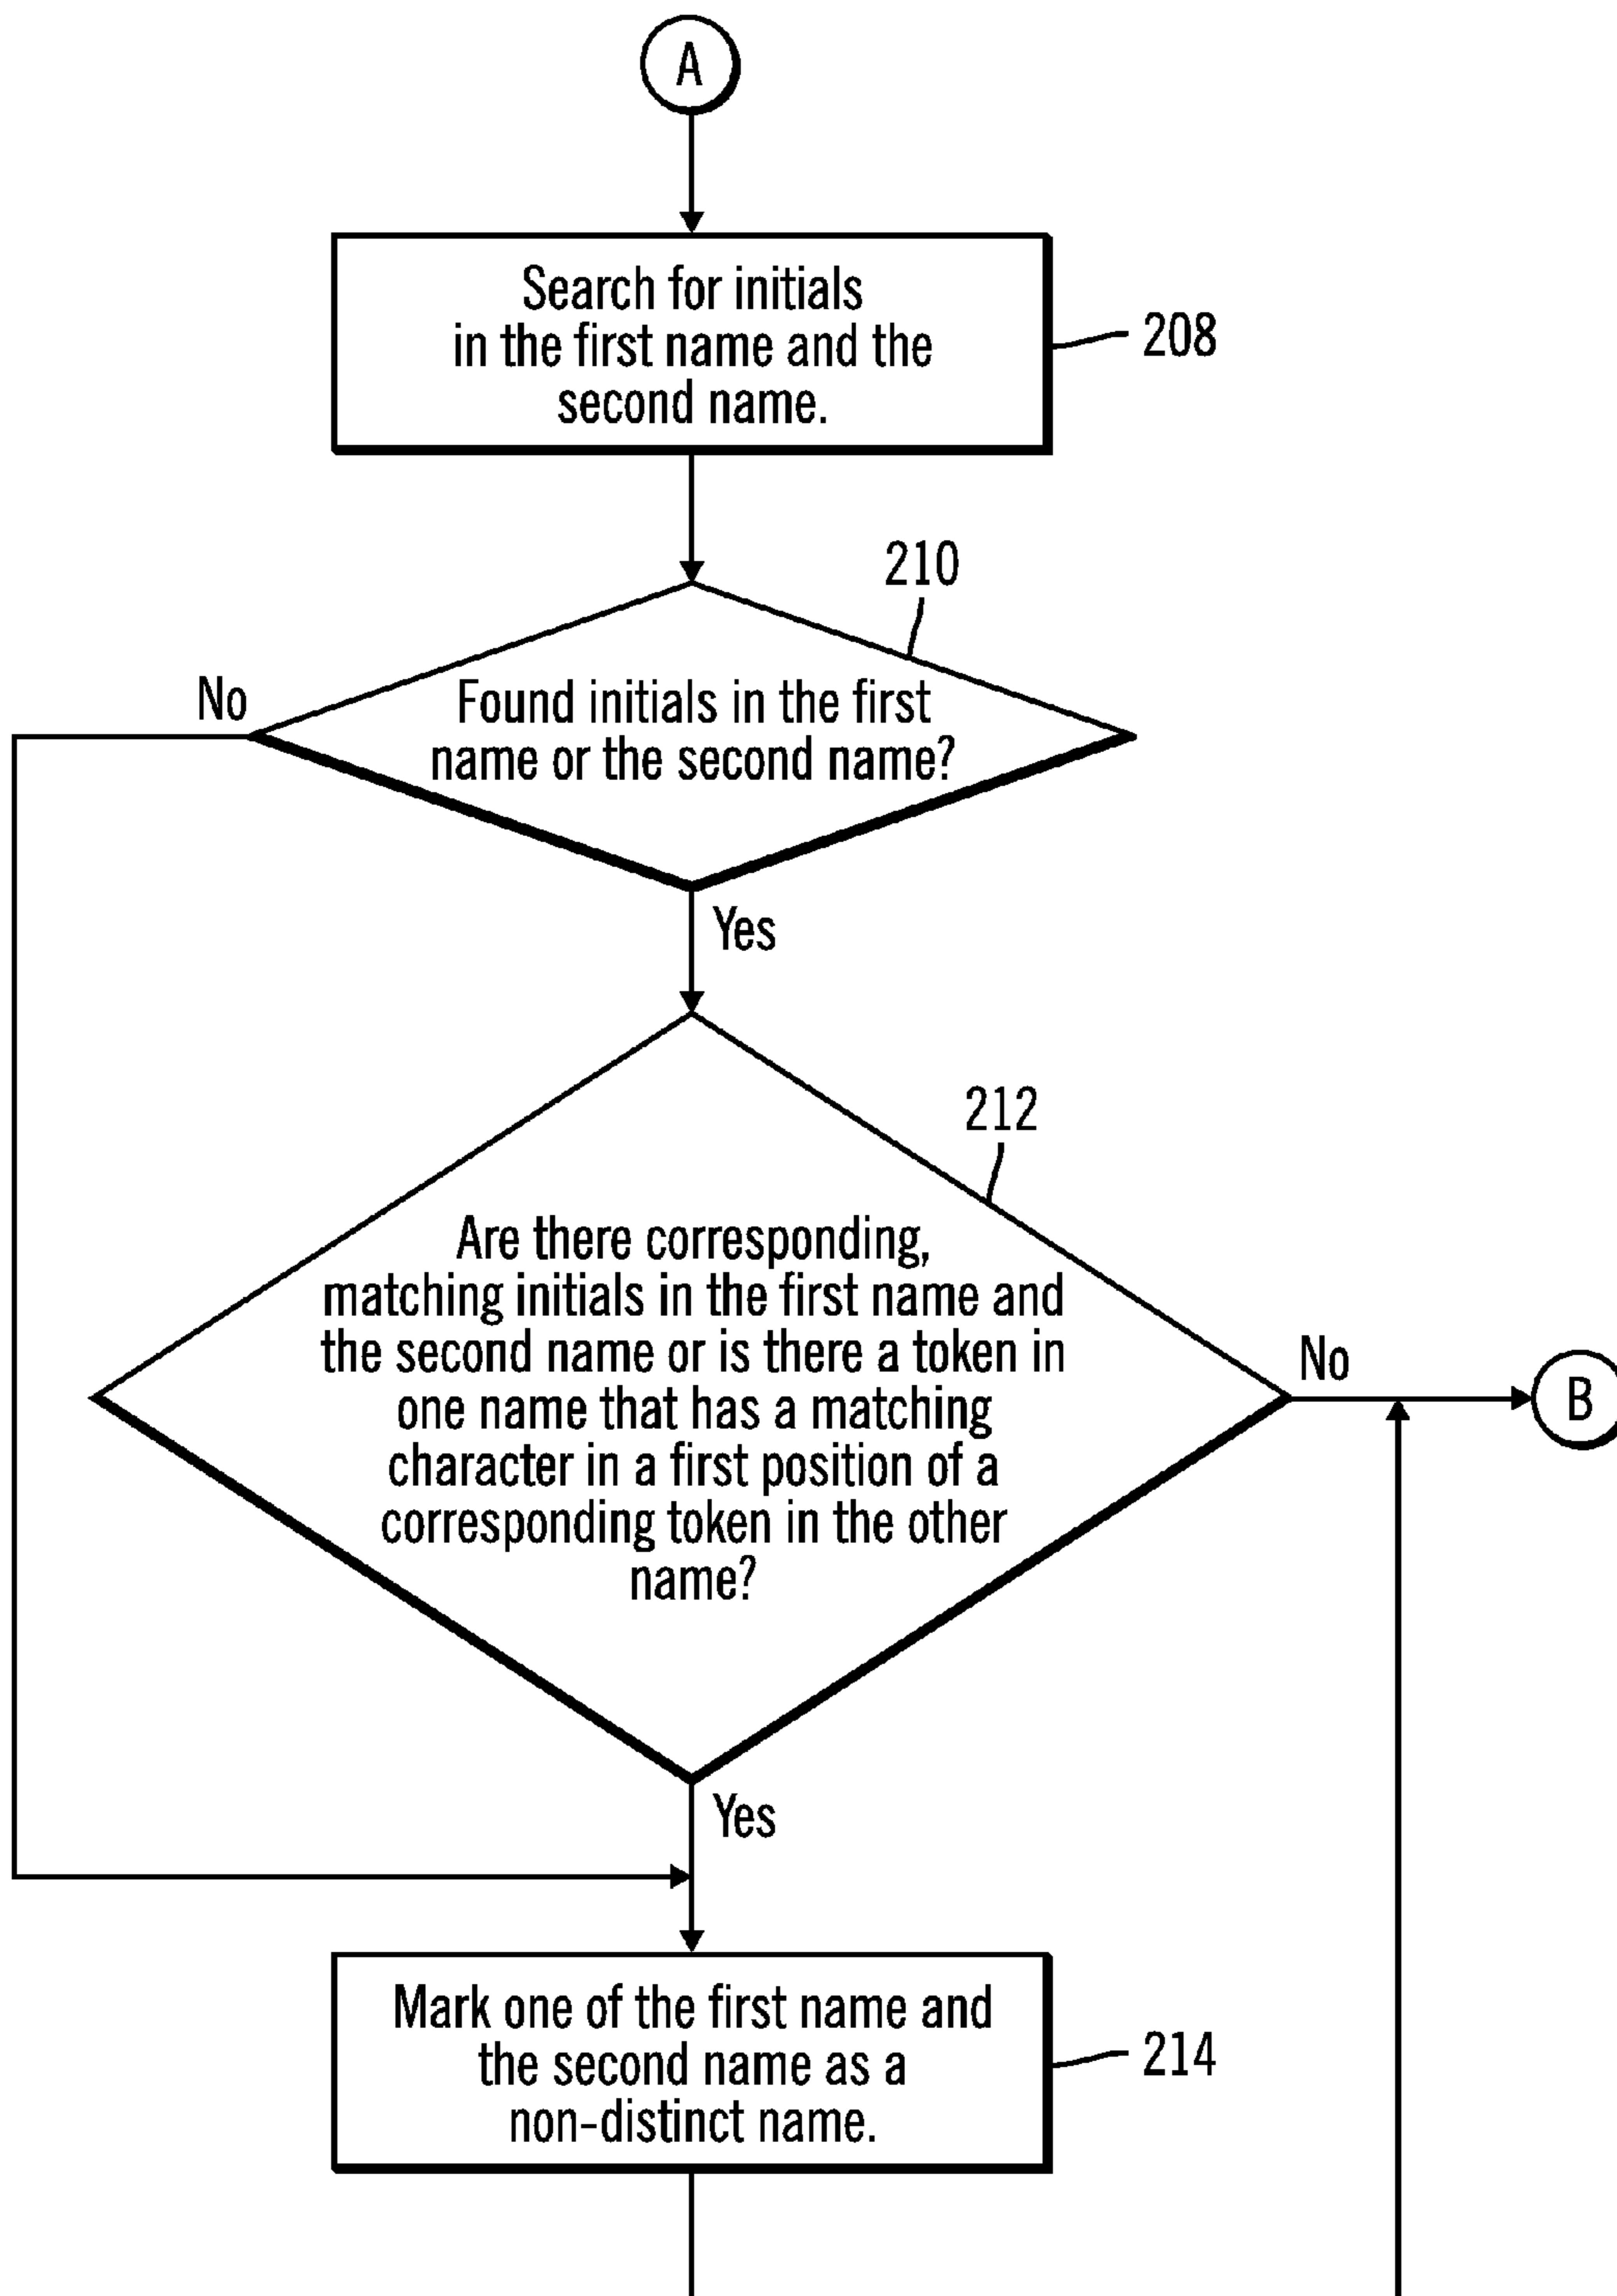 A
Search for initials
in the first name and the
second name.
208
210
No
Found initials in the first
name or the second name?
Yes
212
Are there corresponding,
matching initials in the first name and
the second name or is there a token in
one name that has a matching
character in a first position of a
corresponding token in the other
name?
No
B
Yes
Mark one of the first name and
the second name as a
non-distinct name.
214